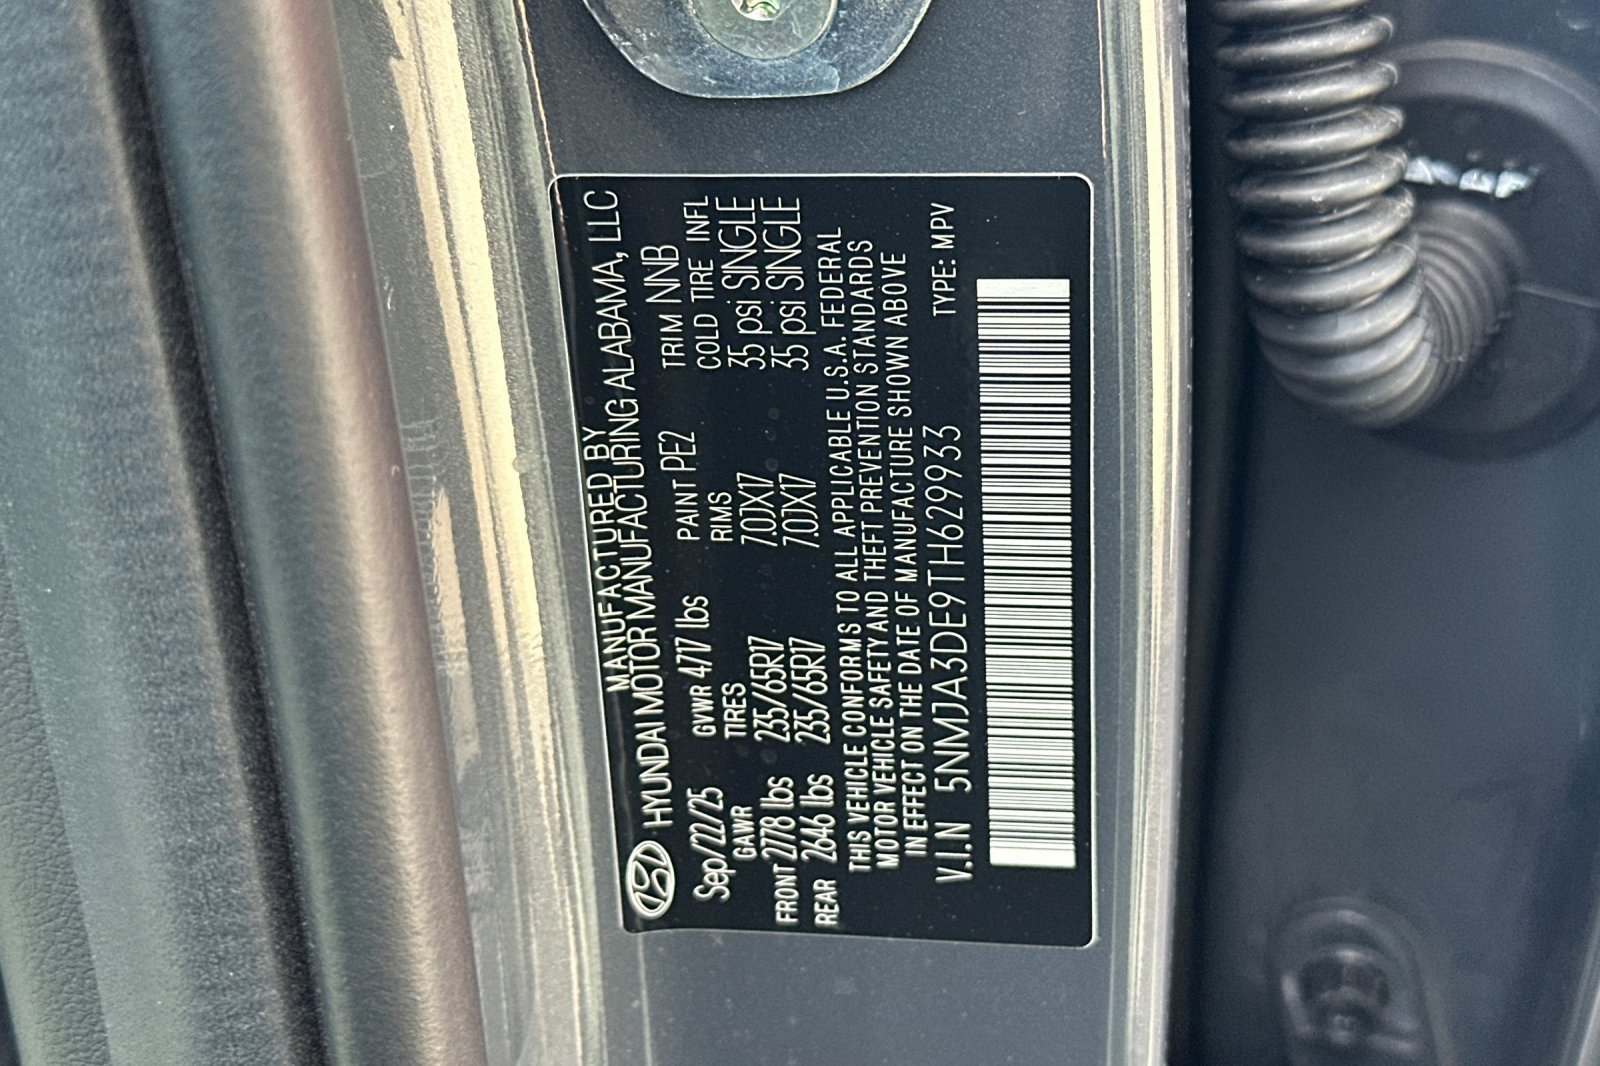 MANUFACTURED BY
HYUNDAI MOTOR MANUFACTURING ALABAMA, LLC
Sep/22/25 GVWR 4717 lbs PAINT PE2 TRIM NNB
GAWR TIRES RIMS COLD TIRE INFL
FRONT 2778 lbs 235/65R17 7.0JX17 35 psi SINGLE
REAR 2646 lbs 235/65R17 7.0JX17 35 psi SINGLE
THIS VEHICLE CONFORMS TO ALL APPLICABLE U.S.A. FEDERAL
MOTOR VEHICLE SAFETY AND THEFT PREVENTION STANDARDS
IN EFFECT ON THE DATE OF MANUFACTURE SHOWN ABOVE
V.I.N 5NMJA3DE9TH629933 TYPE: MPV